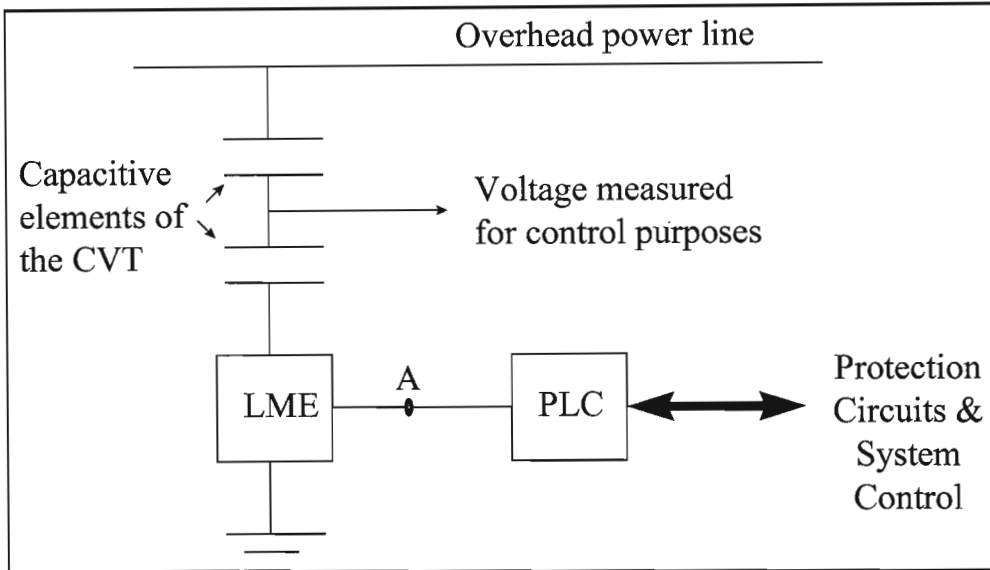 Overhead power line
Capacitive
elements of
the CVT
Voltage measured
for control purposes
LME
A
PLC
Protection
Circuits &
System
Control